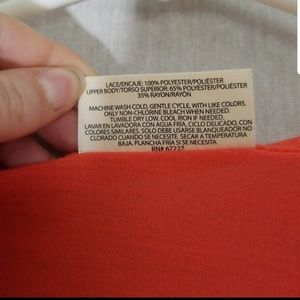 LACE/ENCAJE: 100% POLYESTER/POLIÉSTER
UPPER BODY/TORSO SUPERIOR: 65% POLYESTER/POLIÉSTER
35% RAYON/RAYÓN
MACHINE WASH COLD, GENTLE CYCLE, WITH LIKE COLORS.
ONLY NON-CHLORINE BLEACH WHEN NEEDED.
TUMBLE DRY LOW. COOL IRON IF NEEDED.
LAVAR EN LAVADORA CON AGUA FRÍA, CICLO DELICADO, CON
COLORES SIMILARES. SOLO DEBE USARSE BLANQUEADOR NO
CLORADO CUANDO SE NECESITE. SECAR A TEMPERATURA
BAJA. PLANCHA FRÍA SI SE NECESITA
RN# 67227